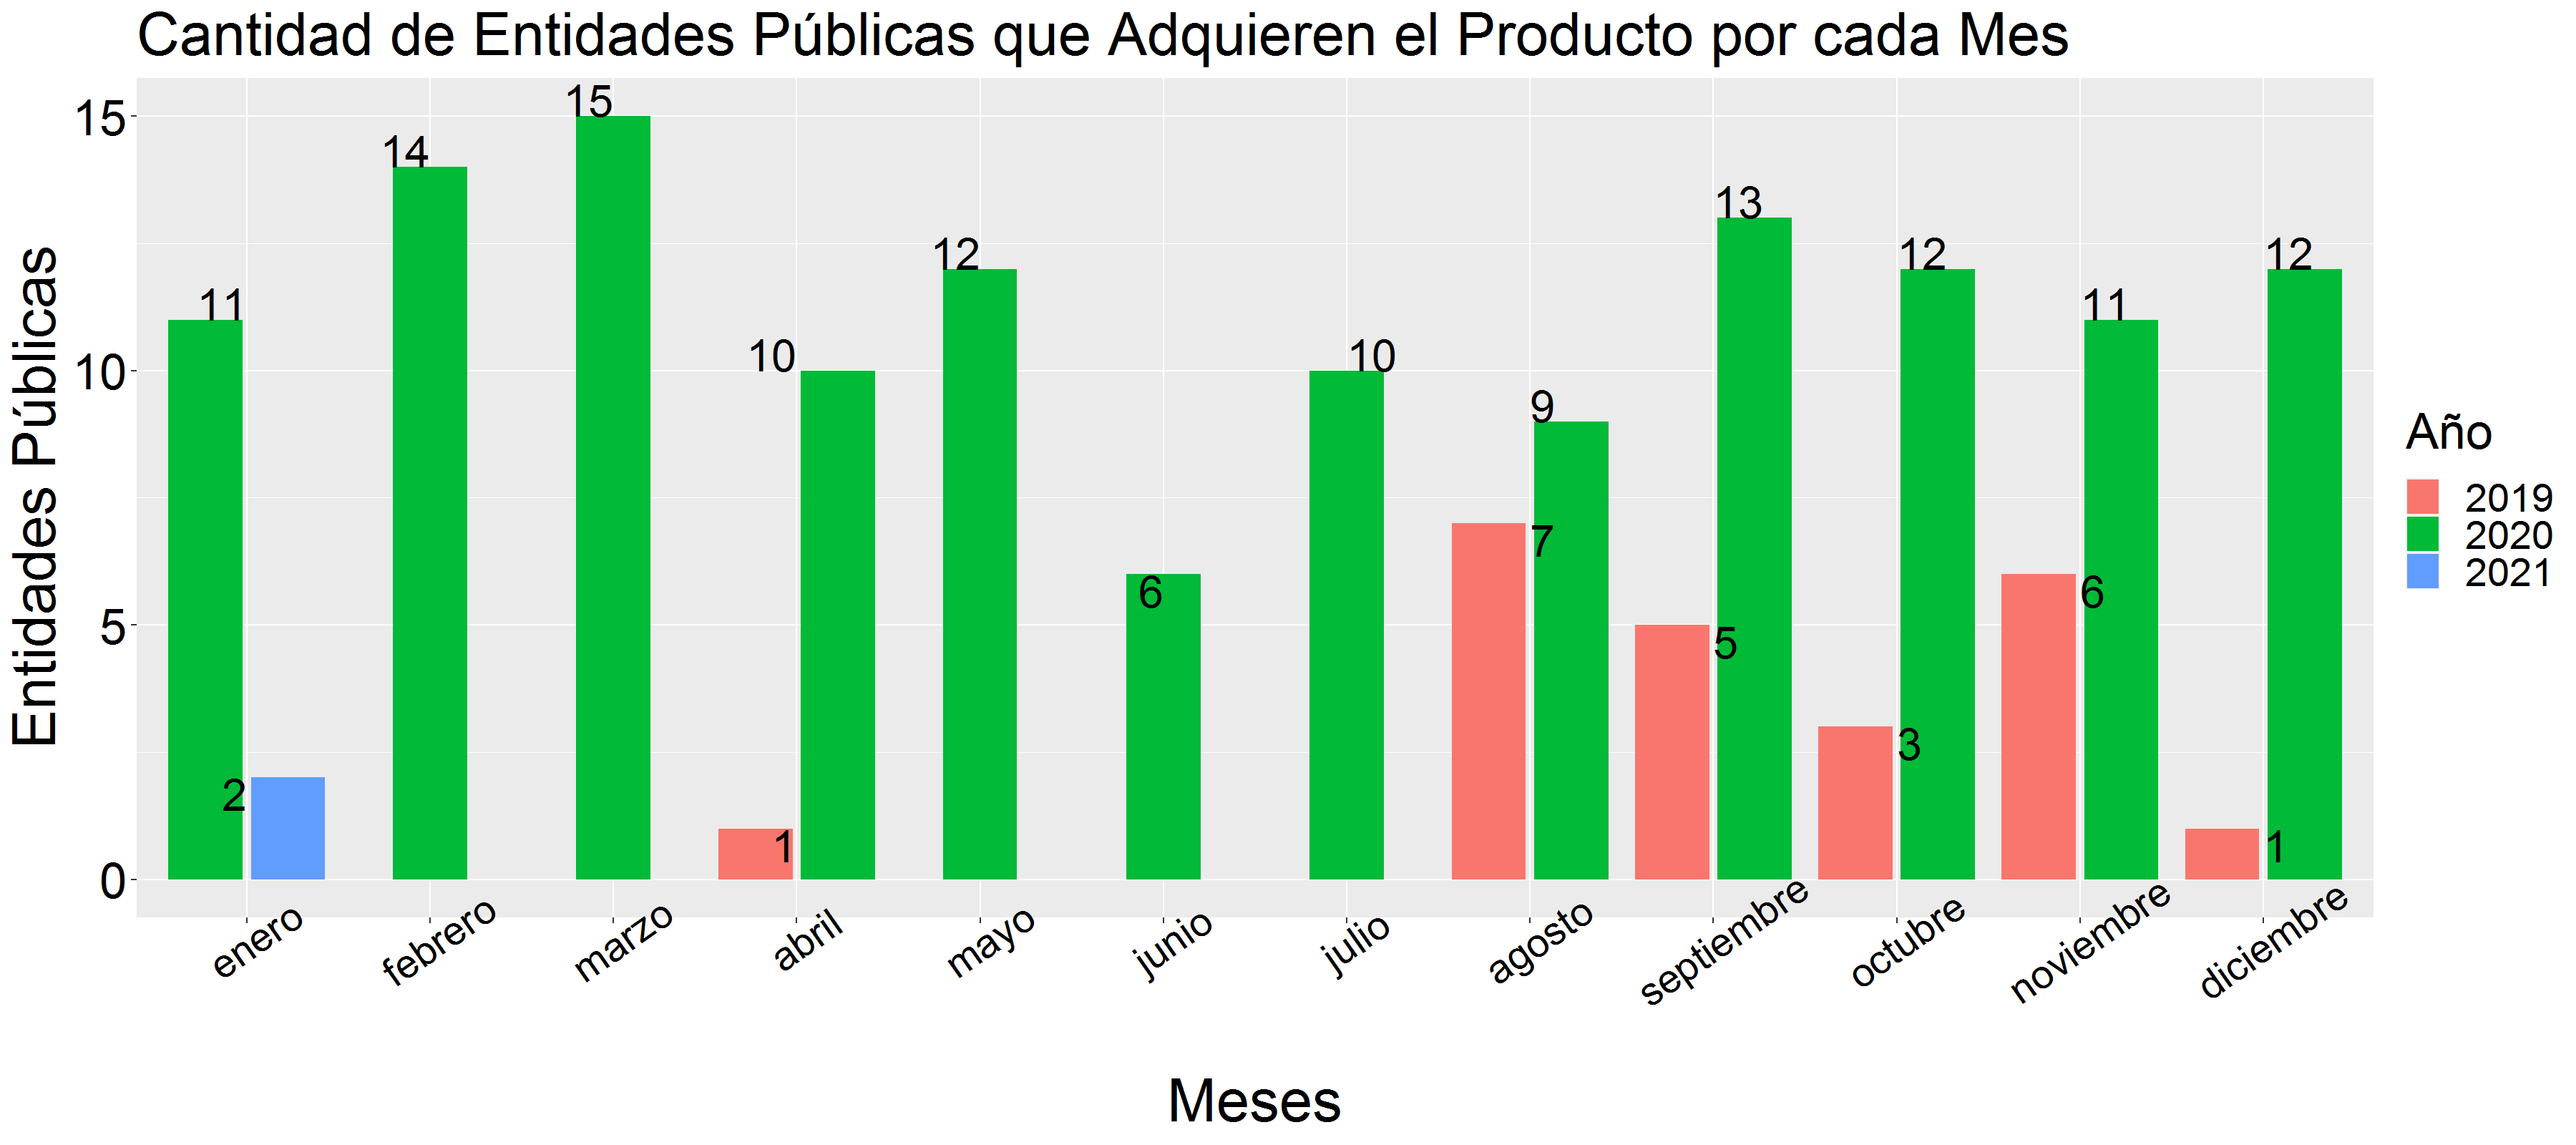 Cantidad de Entidades Públicas que Adquieren el Producto por cada Mes
Entidades Públicas
15
10
5
0
11
2
14
15
10
1
12
6
10
9
7
13
5
12
3
11
6
12
1
enero
febrero
marzo
abril
mayo
junio
julio
agosto
septiembre
octubre
noviembre
diciembre
Meses
Año
2019
2020
2021